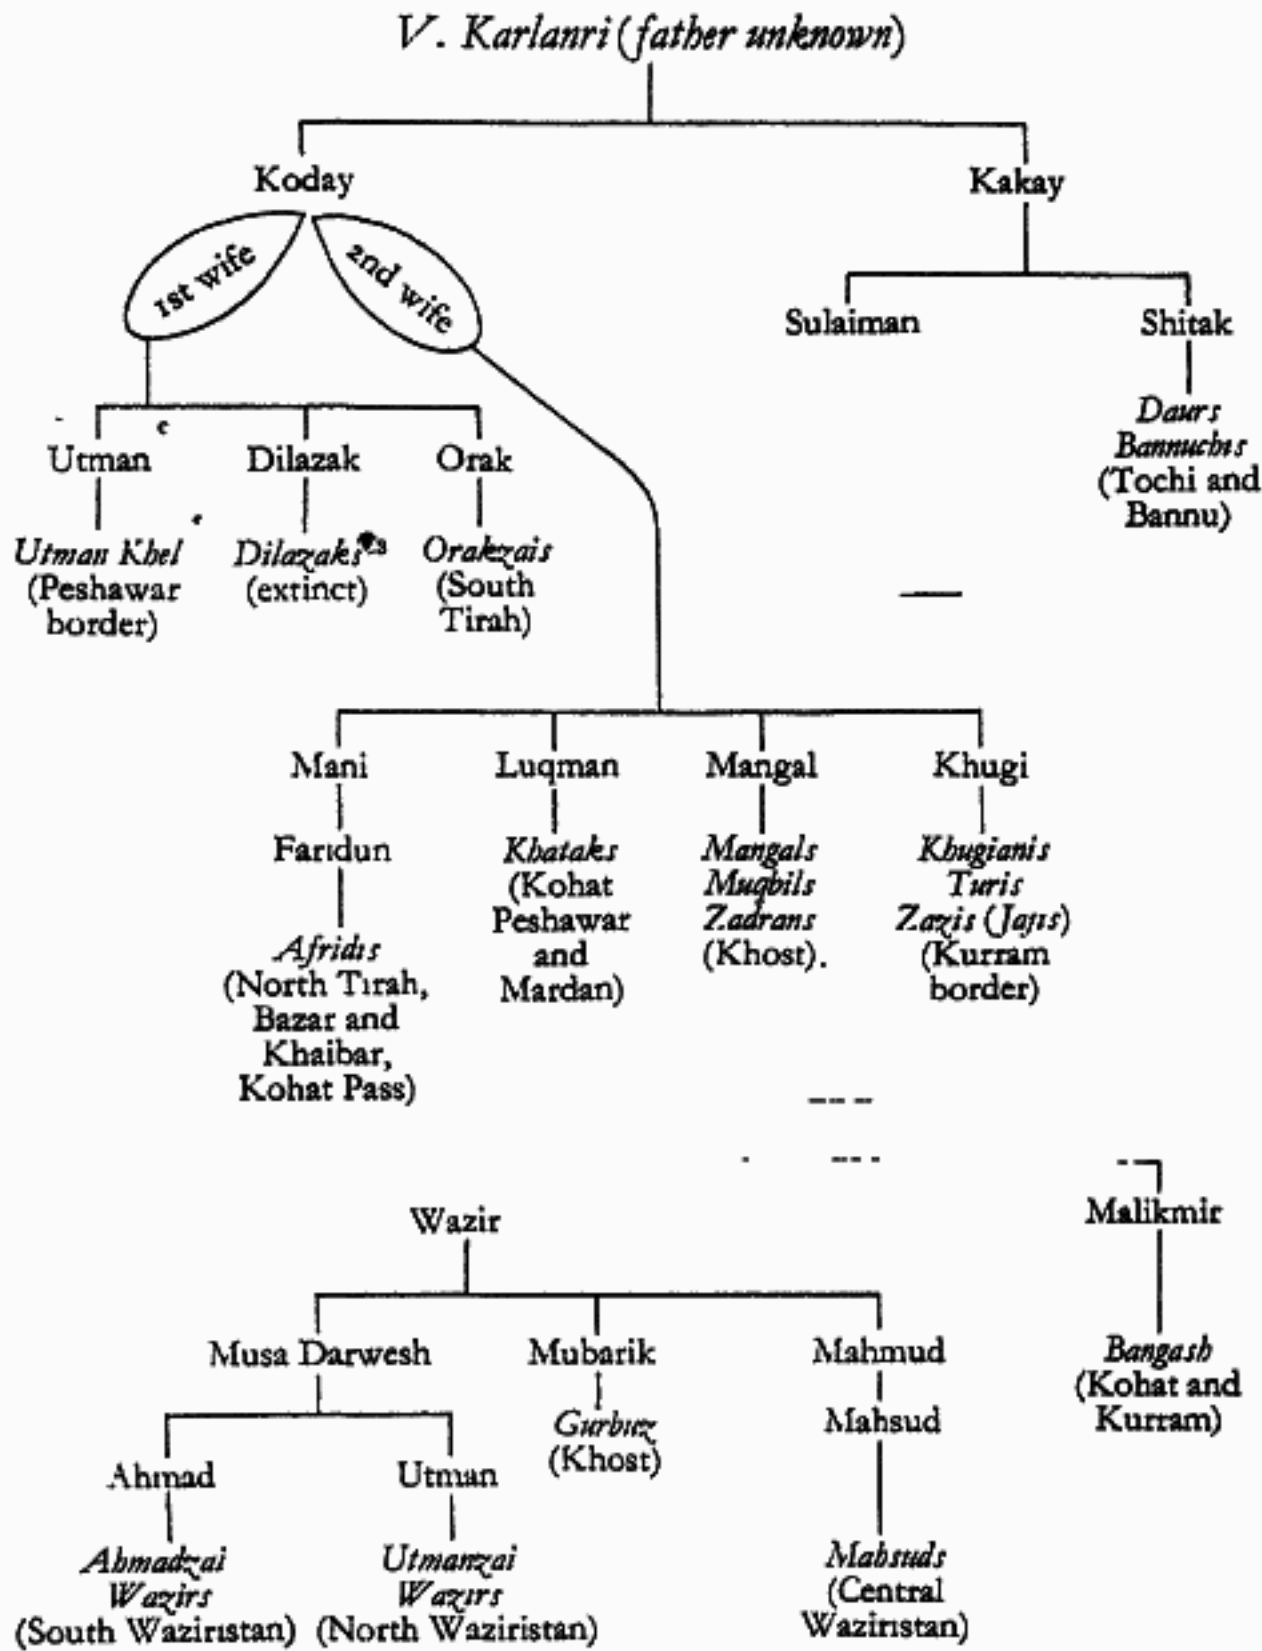 V. Karlanri (father unknown)
Koday
Kakay
1st wife
2nd wife
Sulaiman
Shitak
Daurs
Bannuchis
(Tochi and
Bannu)
Utman
Dilazak
Orak
Utman Khel
(Peshawar
border)
Dilazaks
(extinct)
Orakzais
(South
Tirah)
Mani
Luqman
Mangal
Khugi
Faridun
Afridis
(North Tirah,
Bazar and
Khaibar,
Kohat Pass)
Khataks
(Kohat
Peshawar
and
Mardan)
Mangals
Muqbils
Zadrans
(Khost).
Khugianis
Turis
Zazis (Jajis)
(Kurram
border)
Wazir
Malikmir
Bangash
(Kohat and
Kurram)
Musa Darwesh
Mubarik
Mahmud
Gurbuz
(Khost)
Mahsud
Ahmad
Utman
Ahmadzai
Wazirs
(South Waziristan)
Utmanzai
Wazirs
(North Waziristan)
Mahsuds
(Central
Waziristan)